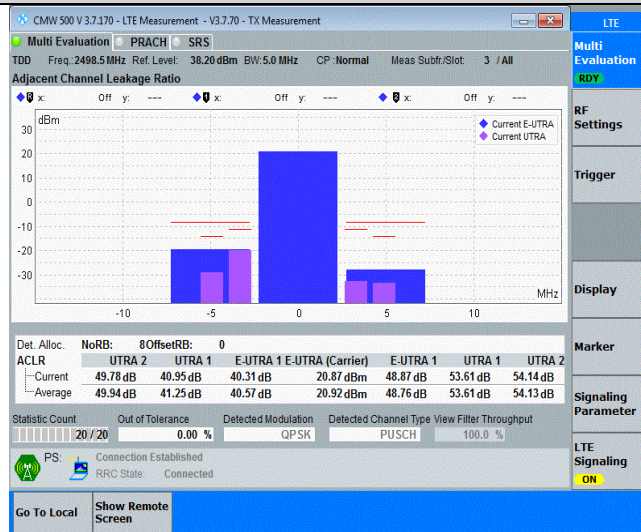 CMW 500 V 3.7.170 - LTE Measurement - V3.7.70 - TX Measurement
LTE
Multi Evaluation PRACH SRS
Multi
Evaluation
RDY
TDD Freq.:2498.5 MHz Ref. Level: 38.20 dBm BW:5.0 MHz CP :Normal Meas Subfr./Slot: 3 / All
Adjacent Channel Leakage Ratio
x: Off y: --- x: Off y: --- x: Off y: ---
dBm
Current E-UTRA
Current UTRA
30
20
10
0
-10
-20
-30
MHz
-10 -5 0 5 10
RF
Settings
Trigger
Display
Marker
Signaling
Parameter
LTE
Signaling
ON
Det. Alloc. NoRB: 8 OffsetRB: 0
ACLR UTRA 2 UTRA 1 E-UTRA 1 E-UTRA (Carrier) E-UTRA 1 UTRA 1 UTRA 2
Current 49.78 dB 40.95 dB 40.31 dB 20.87 dBm 48.87 dB 53.61 dB 54.14 dB
Average 49.94 dB 41.25 dB 40.57 dB 20.92 dBm 48.76 dB 53.61 dB 54.13 dB
Statistic Count Out of Tolerance Detected Modulation Detected Channel Type View Filter Throughput
20 / 20 0.00 % QPSK PUSCH 100.0 %
PS: Connection Established
RRC State: Connected
Go To Local
Show Remote
Screen